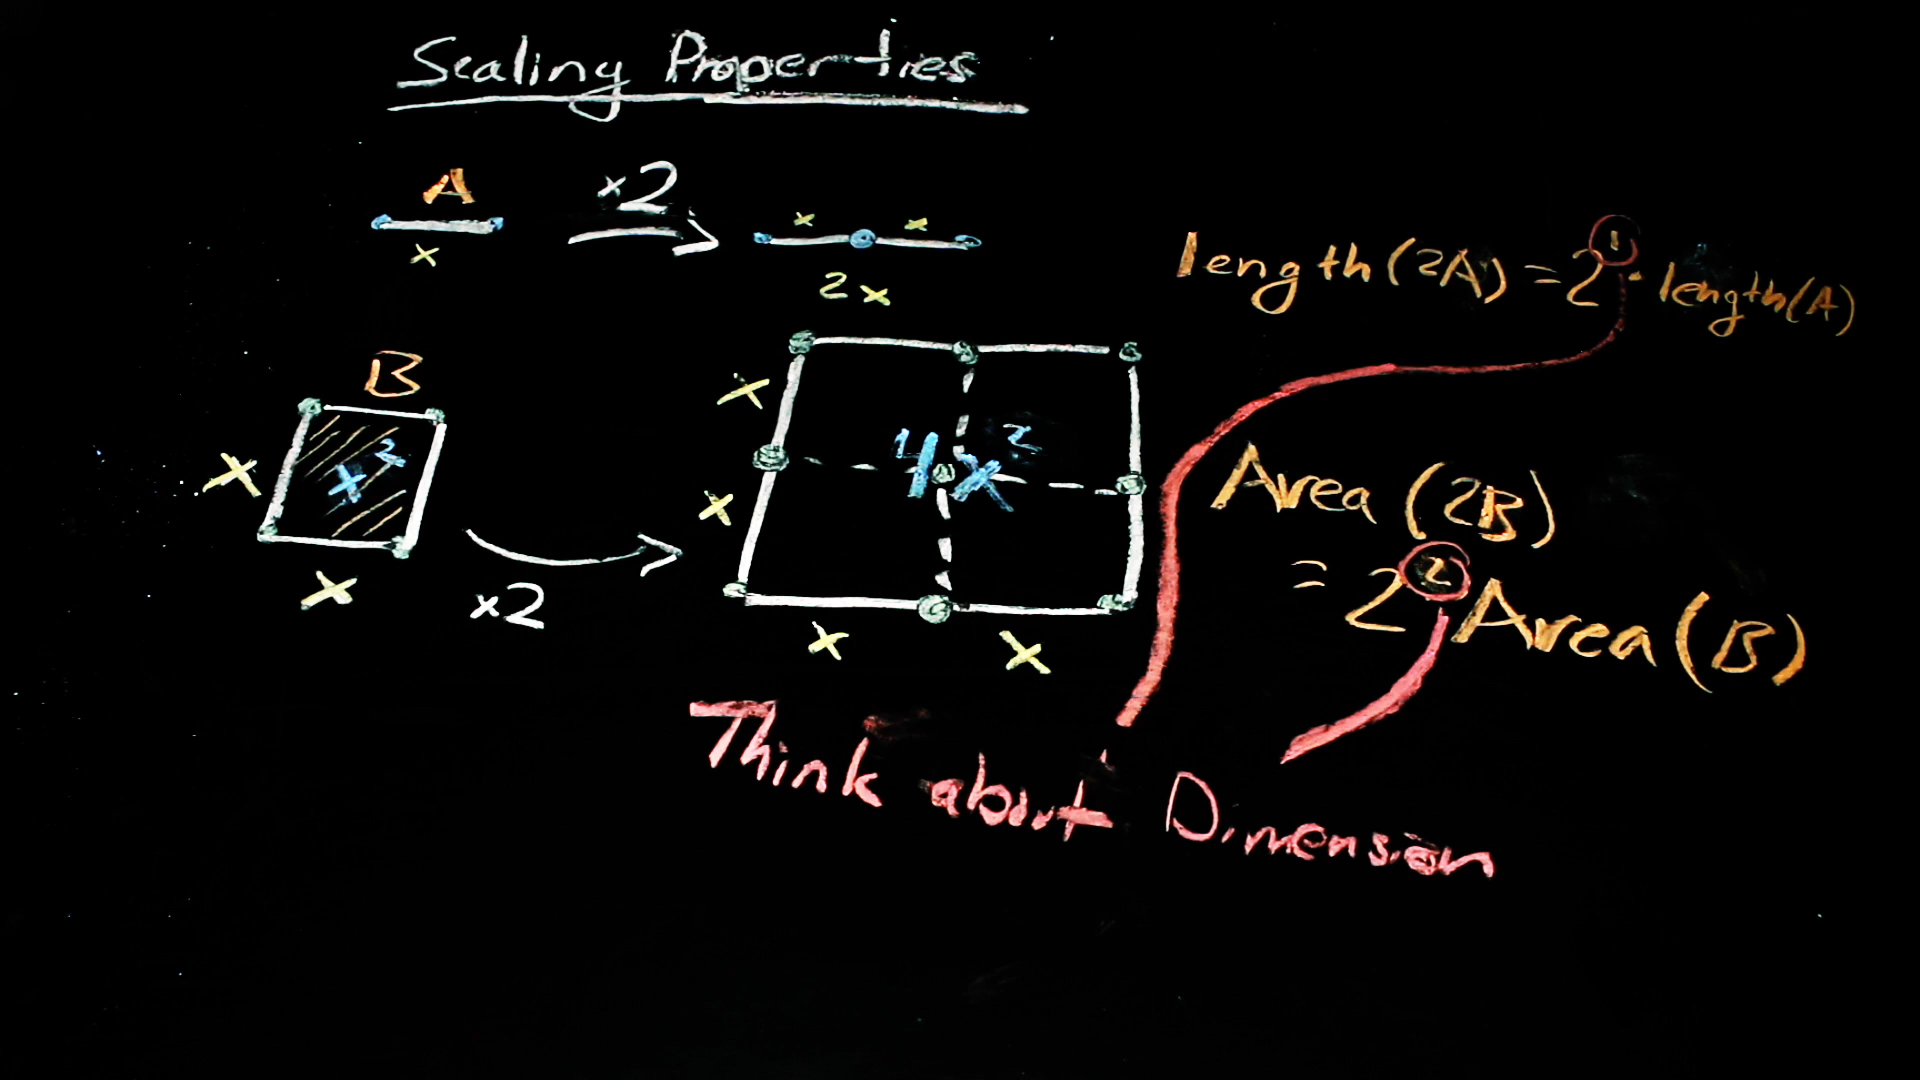 Scaling Properties
A
x
×2
x x
2x
length(2A) = 2¹ · length(A)
B
x
x²
x
×2
x
x
4x²
x x
Area (2B)
= 2² Area (B)
Think about Dimension